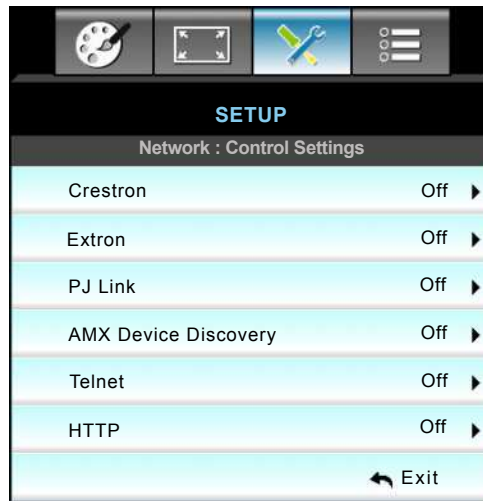 SETUP
Network : Control Settings
Crestron Off
Extron Off
PJ Link Off
AMX Device Discovery Off
Telnet Off
HTTP Off
Exit